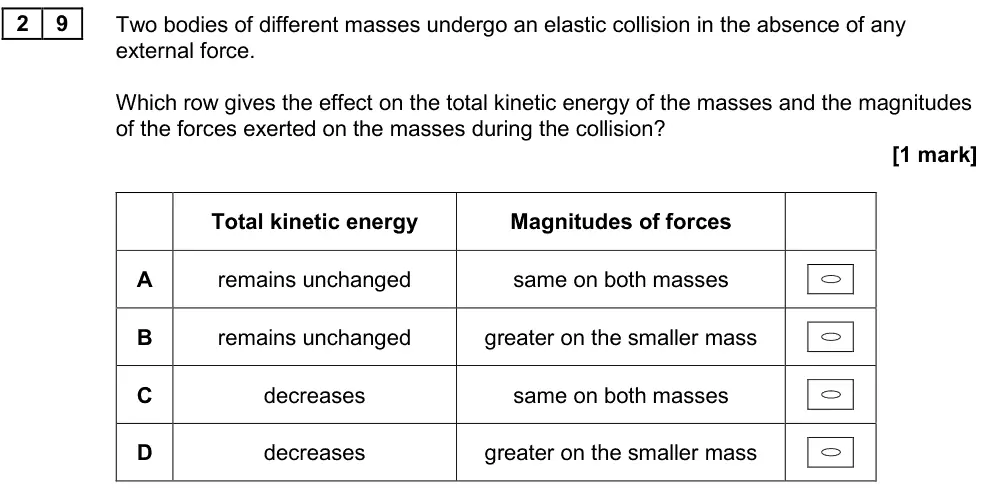 2 9 Two bodies of different masses undergo an elastic collision in the absence of any
external force.
Which row gives the effect on the total kinetic energy of the masses and the magnitudes
of the forces exerted on the masses during the collision?
[1 mark]
Total kinetic energy Magnitudes of forces
A remains unchanged same on both masses
B remains unchanged greater on the smaller mass
C decreases same on both masses
D decreases greater on the smaller mass